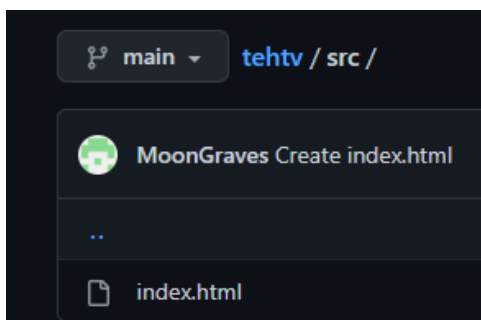 main tehtv / src /
MoonGraves Create index.html
..
index.html